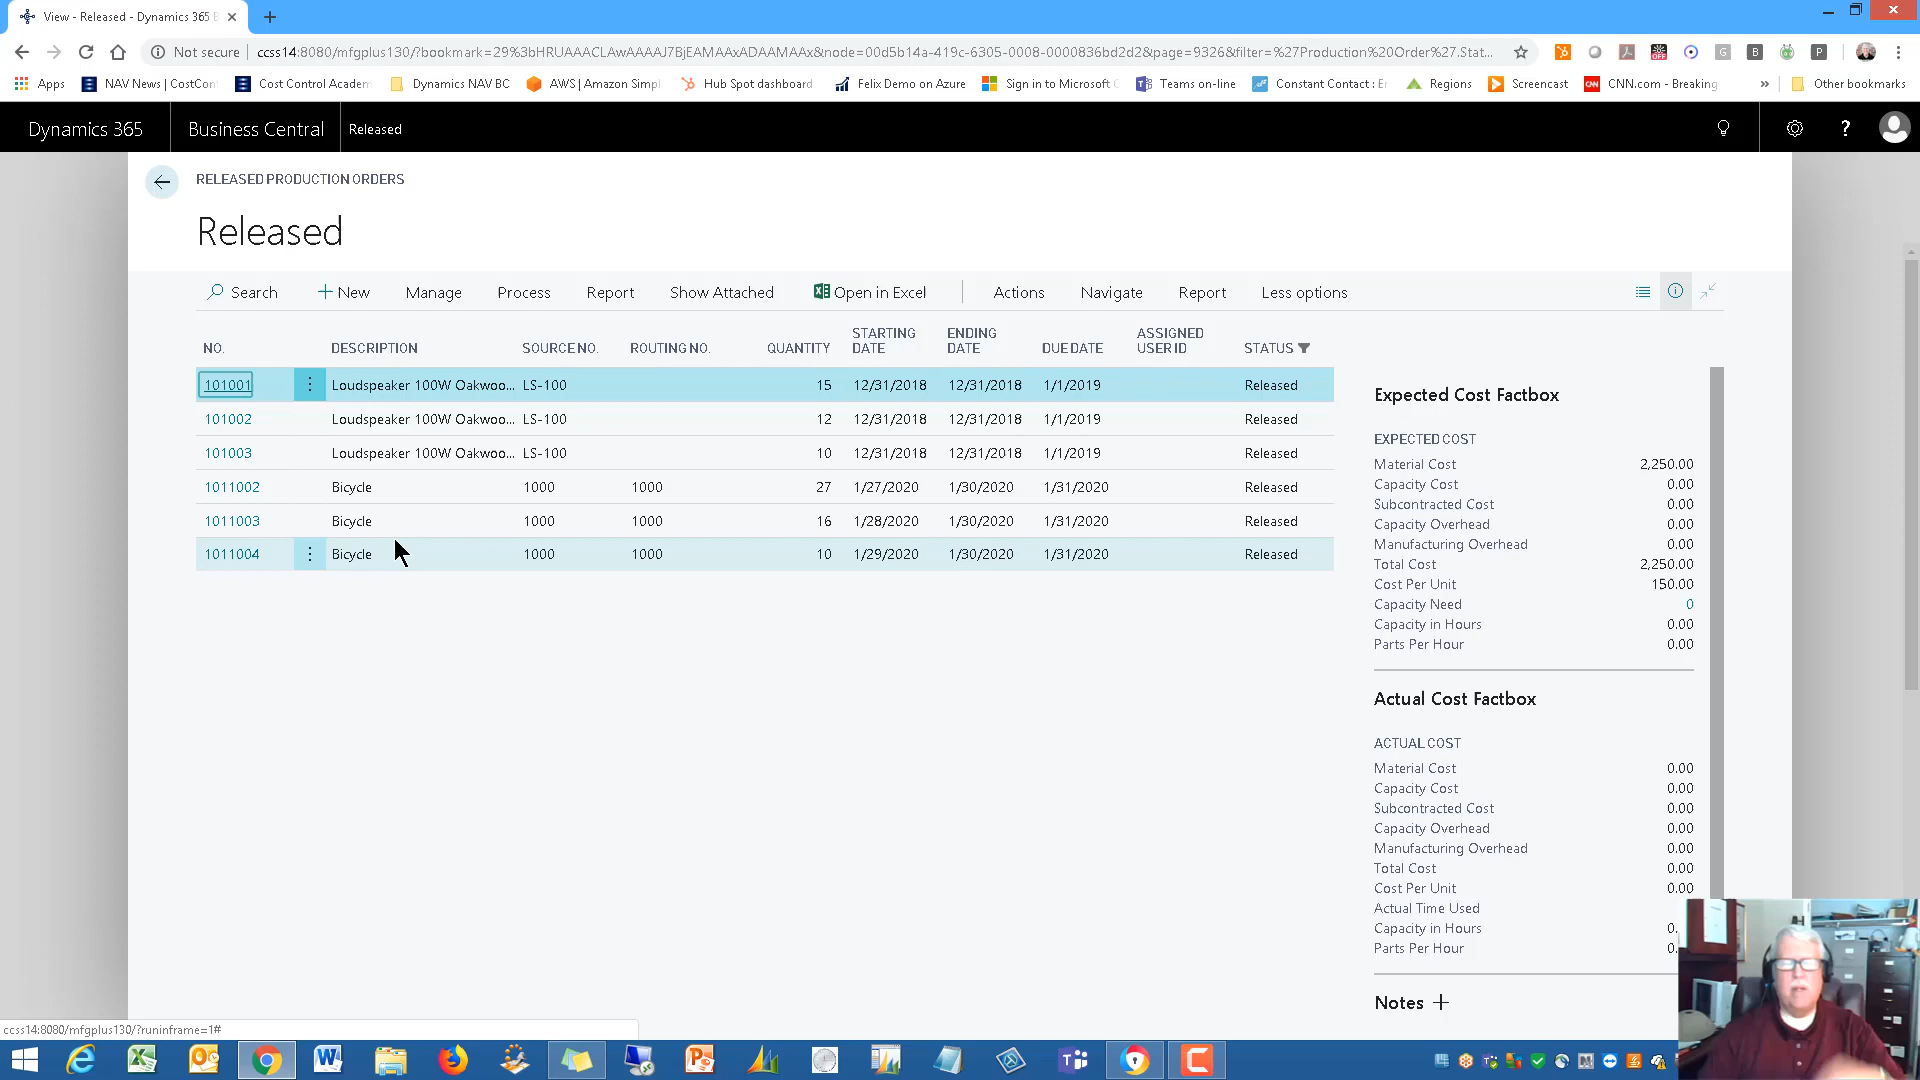 View - Released - Dynamics 365 B
Not secure
ccss14:8080/mfgplus130/?bookmark=29%3bHRUAAACLAwAAAAJ7BjEAMAAxADAAMAAx&node=00d5b14a-419c-6305-0008-0000836bd2d2&page=9326&filter=%27Production%20Order%27.Stat...
Apps NAV News | CostCont Cost Control Academ Dynamics NAV BC AWS | Amazon Simpl Hub Spot dashboard Felix Demo on Azure Sign in to Microsoft C Teams on-line Constant Contact : Er Regions Screencast CNN.com - Breaking » Other bookmarks
Dynamics 365 Business Central Released
RELEASED PRODUCTION ORDERS
Released
Search + New Manage Process Report Show Attached Open in Excel Actions Navigate Report Less options
NO. DESCRIPTION SOURCE NO. ROUTING NO. QUANTITY STARTING DATE ENDING DATE DUE DATE ASSIGNED USER ID STATUS
101001 Loudspeaker 100W Oakwoo... LS-100 15 12/31/2018 12/31/2018 1/1/2019 Released
101002 Loudspeaker 100W Oakwoo... LS-100 12 12/31/2018 12/31/2018 1/1/2019 Released
101003 Loudspeaker 100W Oakwoo... LS-100 10 12/31/2018 12/31/2018 1/1/2019 Released
1011002 Bicycle 1000 1000 27 1/27/2020 1/30/2020 1/31/2020 Released
1011003 Bicycle 1000 1000 16 1/28/2020 1/30/2020 1/31/2020 Released
1011004 Bicycle 1000 1000 10 1/29/2020 1/30/2020 1/31/2020 Released
Expected Cost Factbox
EXPECTED COST
Material Cost 2,250.00
Capacity Cost 0.00
Subcontracted Cost 0.00
Capacity Overhead 0.00
Manufacturing Overhead 0.00
Total Cost 2,250.00
Cost Per Unit 150.00
Capacity Need 0
Capacity in Hours 0.00
Parts Per Hour 0.00
Actual Cost Factbox
ACTUAL COST
Material Cost 0.00
Capacity Cost 0.00
Subcontracted Cost 0.00
Capacity Overhead 0.00
Manufacturing Overhead 0.00
Total Cost 0.00
Cost Per Unit 0.00
Actual Time Used
Capacity in Hours 0.
Parts Per Hour 0.
Notes +
ccss14:8080/mfgplus130/?runinframe=1#